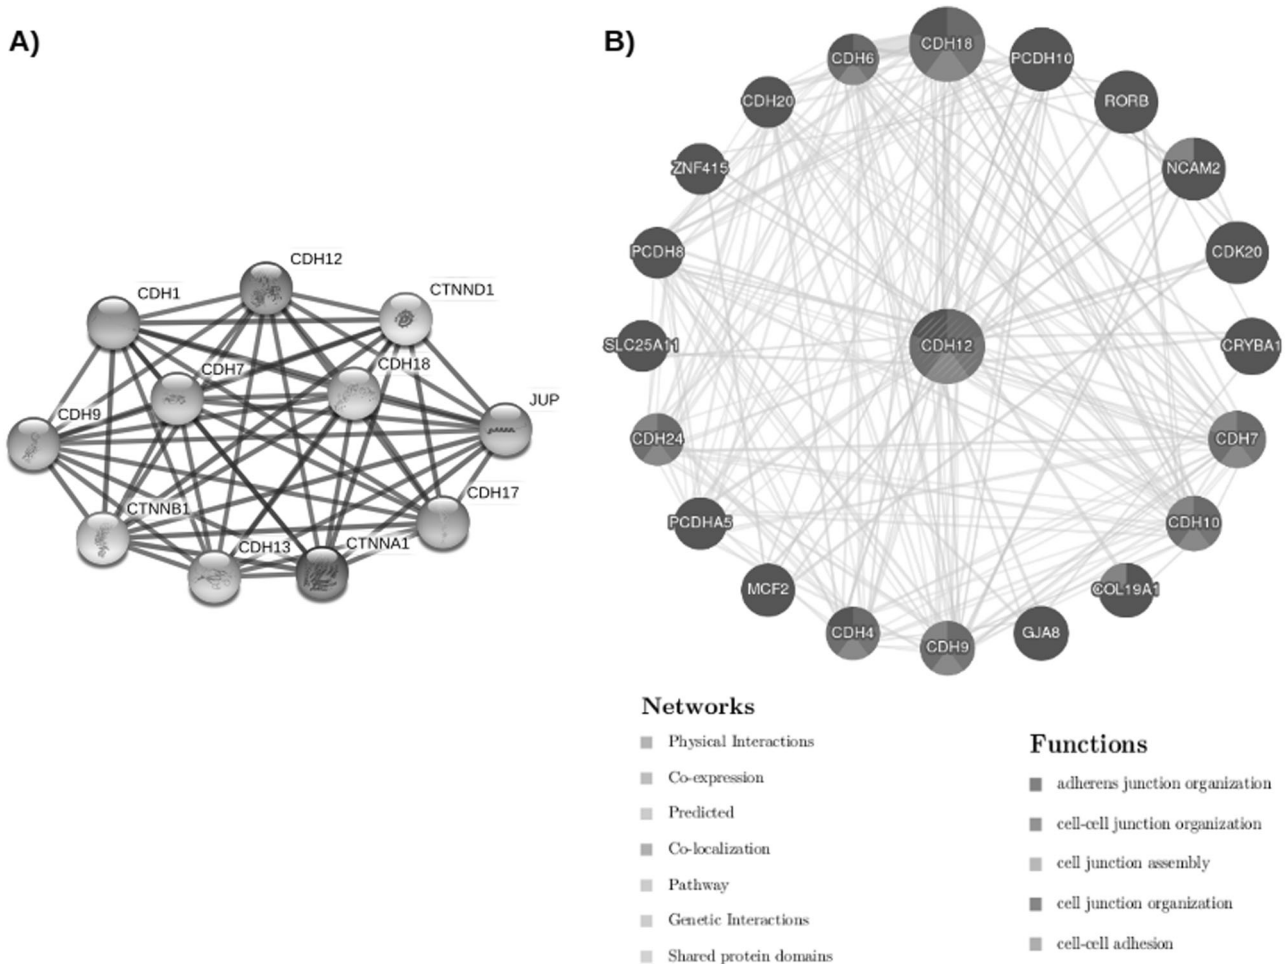 A)
CDH12
CDH1
CTNND1
CDH7
CDH18
CDH9
JUP
CDH17
CTNNB1
CDH13
CTNNA1
B)
CDH18
CDH6
PCDH10
CDH20
RORB
ZNF415
NCAM2
PCDH8
CDK20
SLC25A11
CDH12
CRYBA1
CDH24
CDH7
PCDHA5
CDH10
MCF2
COL19A1
CDH4
CDH9
GJA8
Networks
Physical Interactions
Co-expression
Predicted
Co-localization
Pathway
Genetic Interactions
Shared protein domains
Functions
adherens junction organization
cell-cell junction organization
cell junction assembly
cell junction organization
cell-cell adhesion